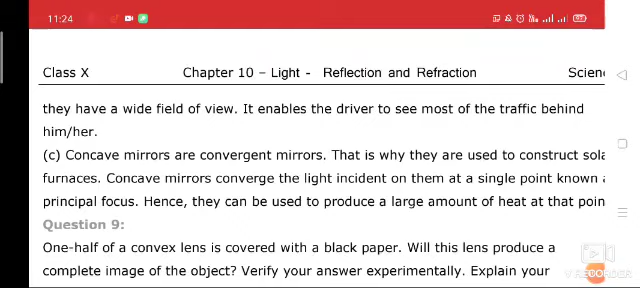 11:24
Class X Chapter 10 – Light - Reflection and Refraction Scien
they have a wide field of view. It enables the driver to see most of the traffic behind
him/her.
(c) Concave mirrors are convergent mirrors. That is why they are used to construct sola
furnaces. Concave mirrors converge the light incident on them at a single point known a
principal focus. Hence, they can be used to produce a large amount of heat at that poin
Question 9:
One-half of a convex lens is covered with a black paper. Will this lens produce a
complete image of the object? Verify your answer experimentally. Explain your
RECORDER